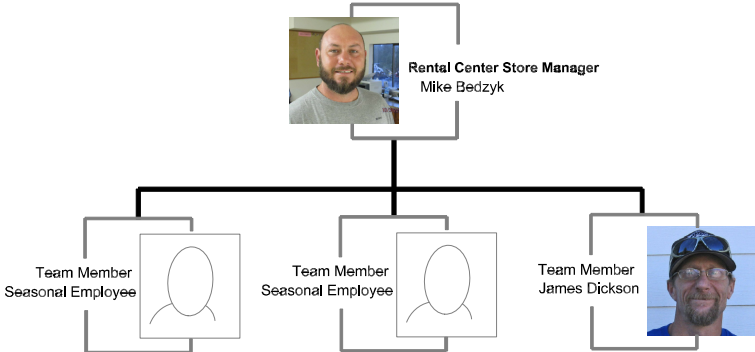 Rental Center Store Manager
Mike Bedzyk
Team Member
Seasonal Employee
Team Member
Seasonal Employee
Team Member
James Dickson